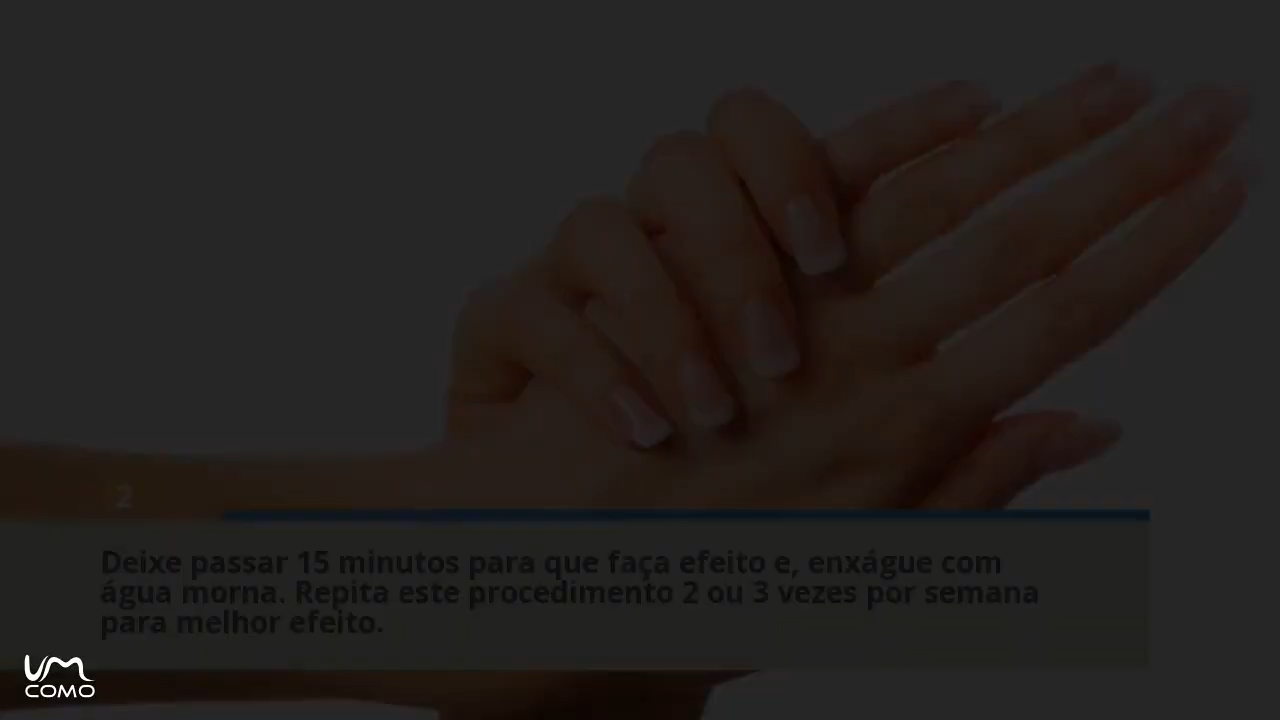 2
Deixe passar 15 minutos para que faça efeito e, enxágue com
água morna. Repita este procedimento 2 ou 3 vezes por semana
para melhor efeito.
UM
COMO